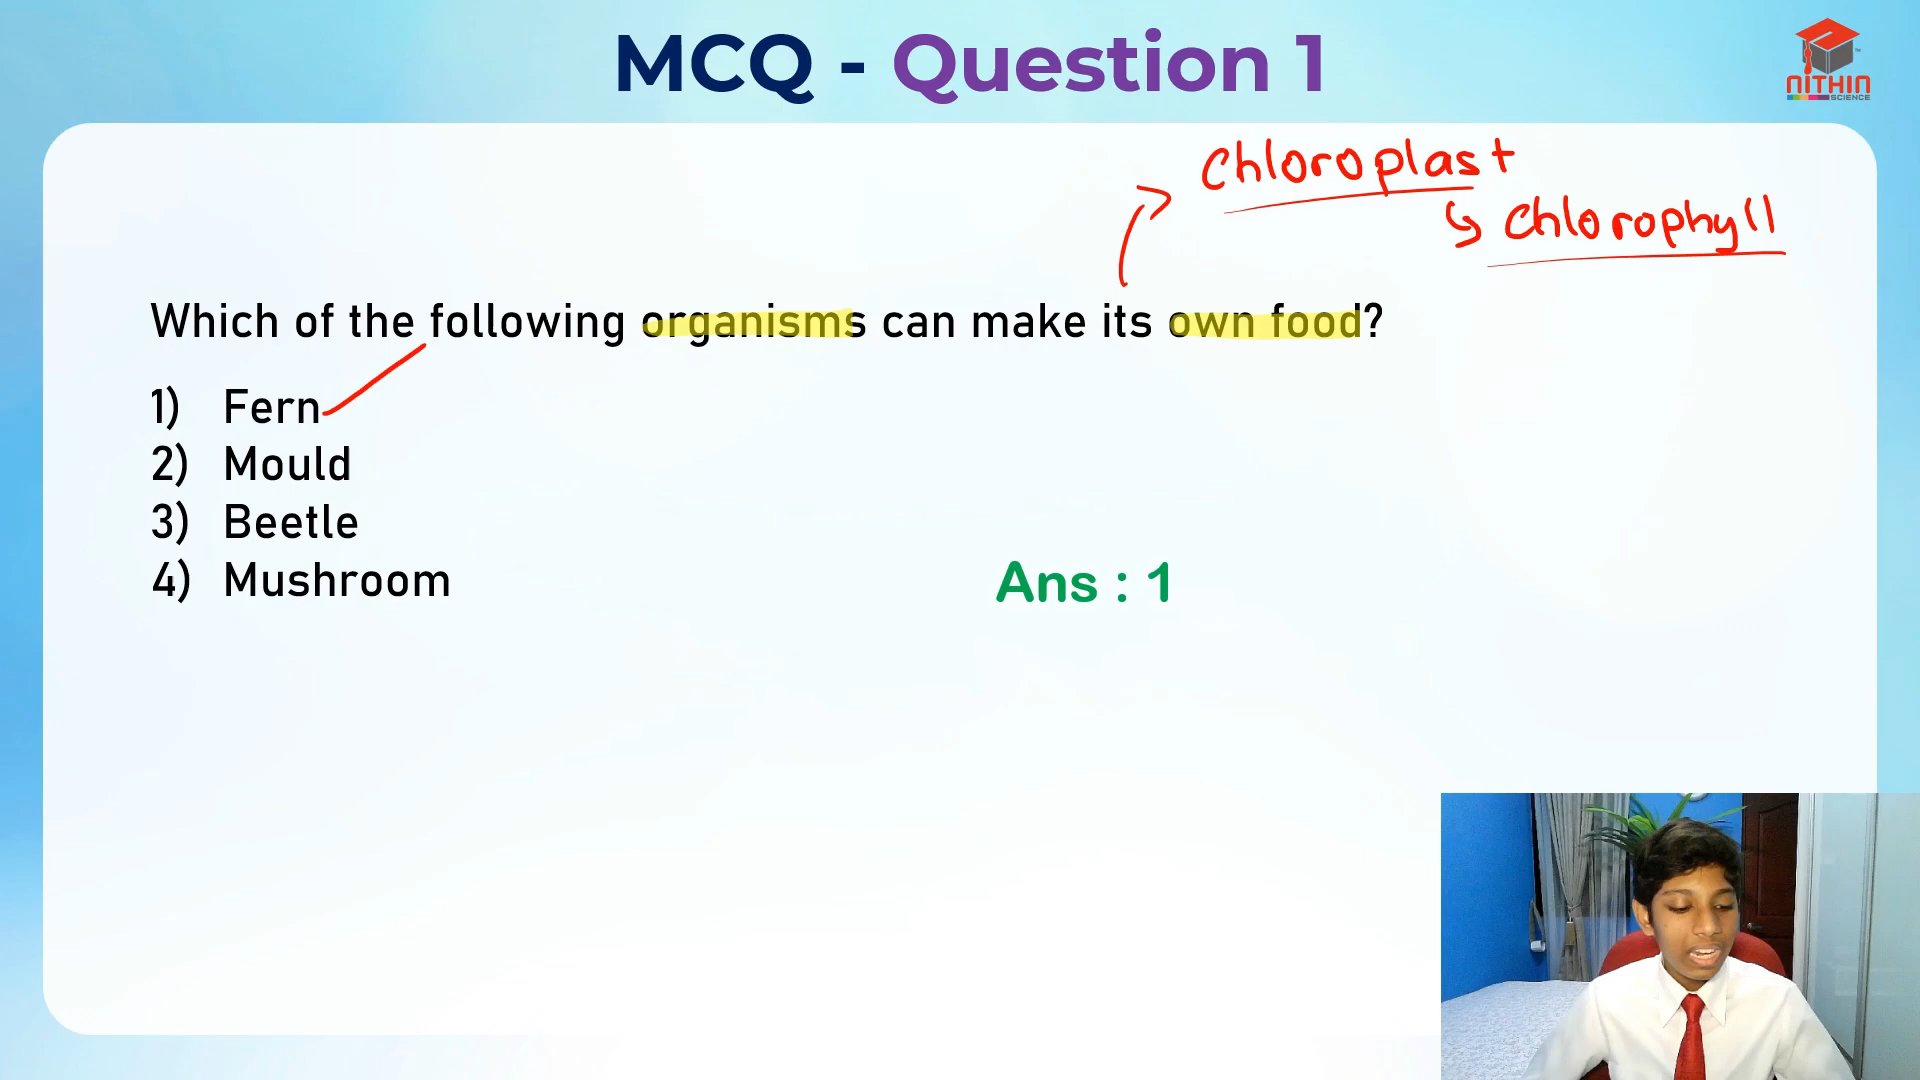 MCQ - Question 1
NITHIN
SCIENCE
Chloroplast
Chlorophyll
Which of the following organisms can make its own food?
1) Fern
2) Mould
3) Beetle
4) Mushroom
Ans : 1